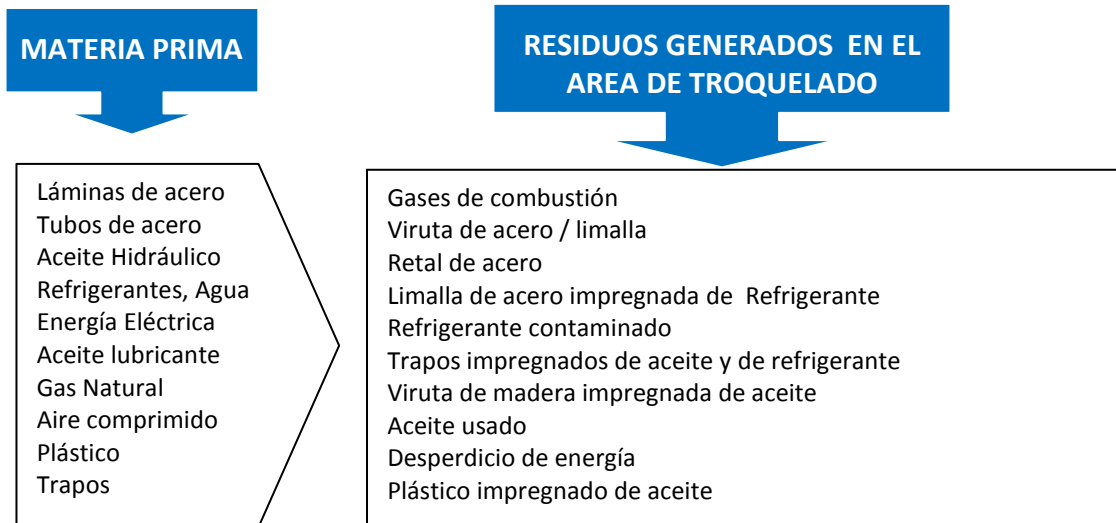 MATERIA PRIMA
RESIDUOS GENERADOS EN EL
AREA DE TROQUELADO
Láminas de acero
Tubos de acero
Aceite Hidráulico
Refrigerantes, Agua
Energía Eléctrica
Aceite lubricante
Gas Natural
Aire comprimido
Plástico
Trapos
Gases de combustión
Viruta de acero / limalla
Retal de acero
Limalla de acero impregnada de Refrigerante
Refrigerante contaminado
Trapos impregnados de aceite y de refrigerante
Viruta de madera impregnada de aceite
Aceite usado
Desperdicio de energía
Plástico impregnado de aceite